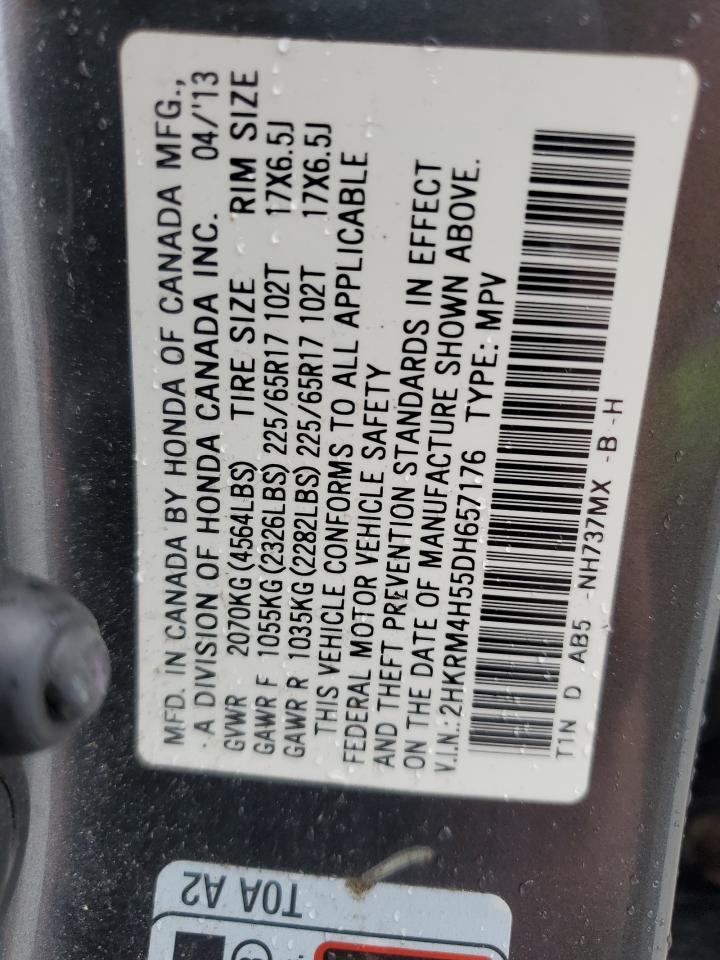 MFD. IN CANADA BY HONDA OF CANADA MFG.,
A DIVISION OF HONDA CANADA INC. 04/'13
GVWR 2070KG(4564LBS) TIRE SIZE RIM SIZE
GAWR F 1055KG(2326LBS) 225/65R17 102T 17X6.5J
GAWR R 1035KG(2282LBS) 225/65R17 102T 17X6.5J
THIS VEHICLE CONFORMS TO ALL APPLICABLE
FEDERAL MOTOR VEHICLE SAFETY
AND THEFT PREVENTION STANDARDS IN EFFECT
ON THE DATE OF MANUFACTURE SHOWN ABOVE.
V.I.N.: 2HKRM4H55DH657176 TYPE: MPV
T1N D AB5 -NH737MX -B -H
T0A A2